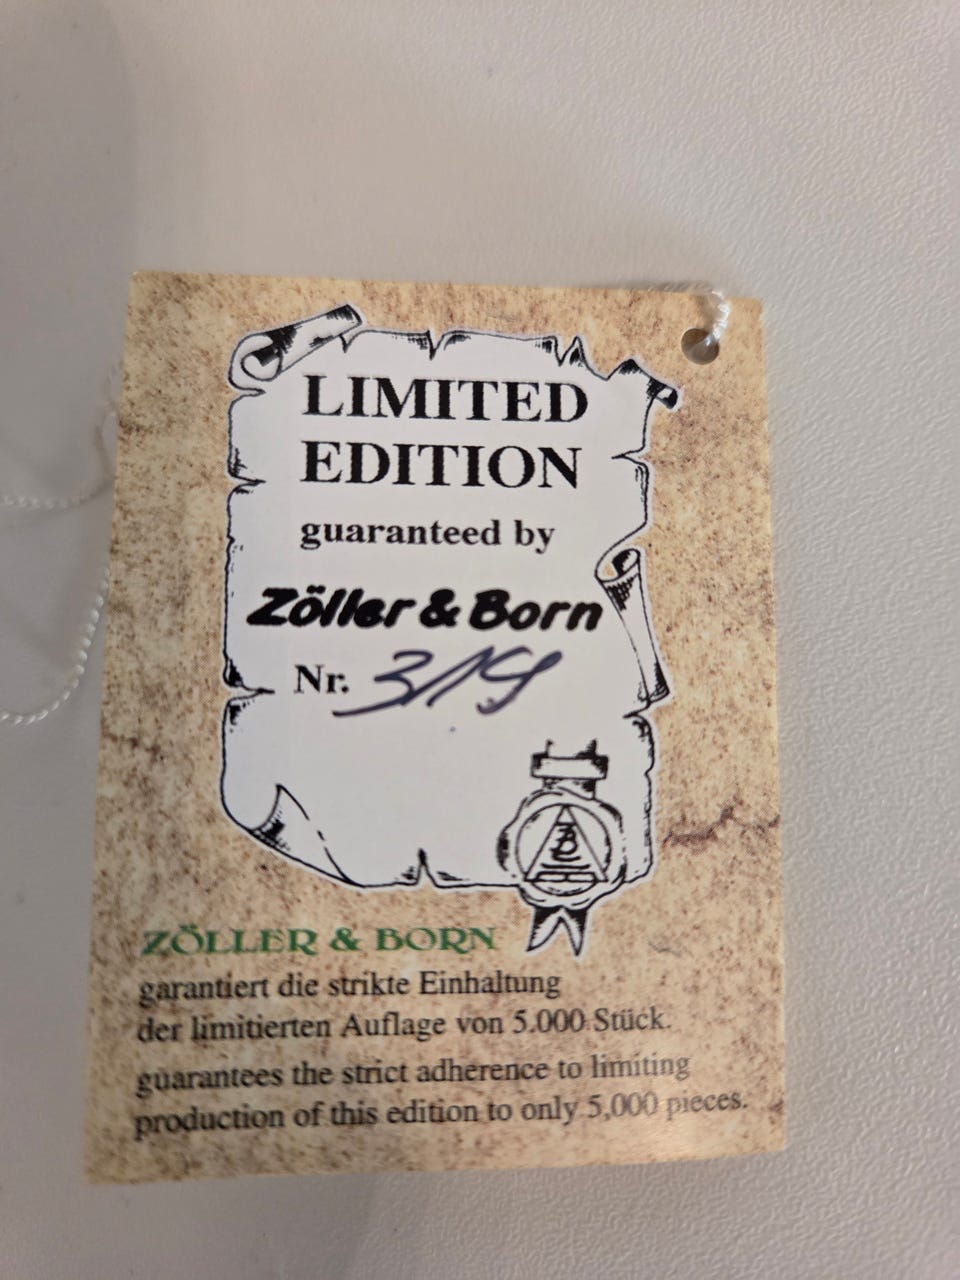 LIMITED
EDITION
guaranteed by
Zöller & Born
Nr. 319
ZÖLLER & BORN
garantiert die strikte Einhaltung
der limitierten Auflage von 5.000 Stück.
guarantees the strict adherence to limiting
production of this edition to only 5,000 pieces.